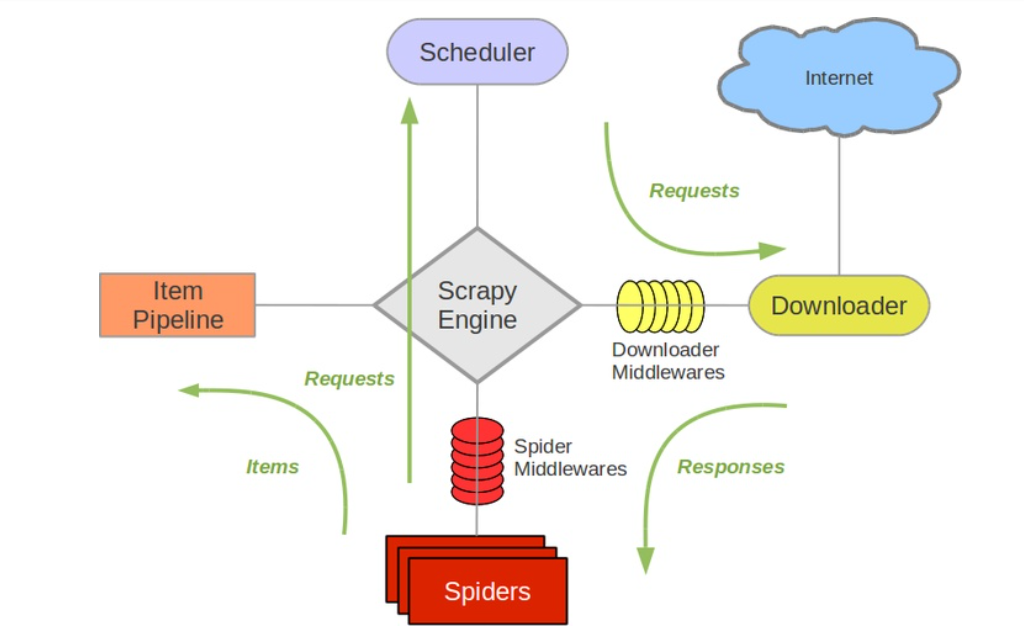 Scheduler
Internet
Requests
Scrapy
Engine
Item
Pipeline
Downloader
Downloader
Middlewares
Requests
Items
Spider
Middlewares
Responses
Spiders